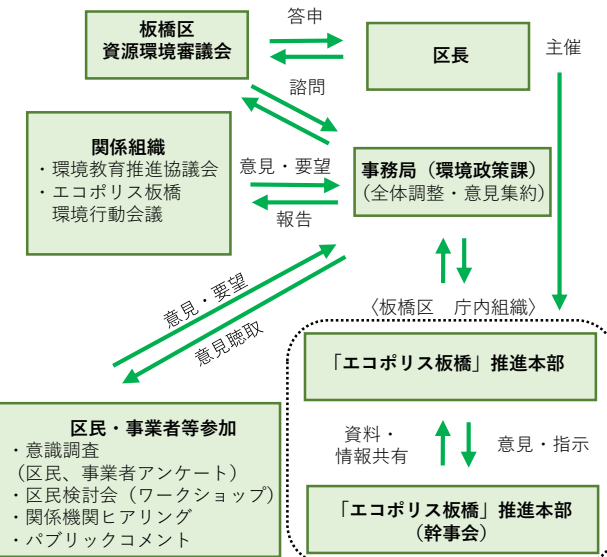 板橋区
資源環境審議会
答申
諮問
区長
主催
関係組織
・環境教育推進協議会
・エコポリス板橋
環境行動会議
意見・要望
報告
事務局（環境政策課）
（全体調整・意見集約）
意見・要望
意見聴取
〈板橋区　庁内組織〉
「エコポリス板橋」推進本部
資料・
情報共有
意見・指示
「エコポリス板橋」推進本部
（幹事会）
区民・事業者等参加
・意識調査
（区民、事業者アンケート）
・区民検討会（ワークショップ）
・関係機関ヒアリング
・パブリックコメント